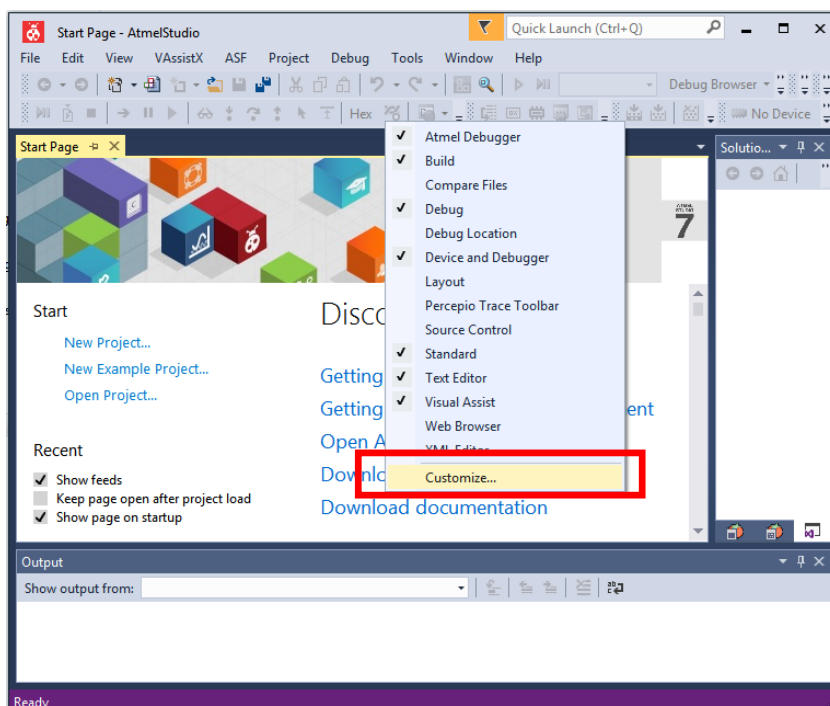 Start Page - AtmelStudio
Quick Launch (Ctrl+Q)
File Edit View VAssistX ASF Project Debug Tools Window Help
Debug Browser
Hex
No Device
Start Page
Solutio...
Atmel Debugger
Build
Compare Files
Debug
Debug Location
Device and Debugger
Layout
Percepio Trace Toolbar
Source Control
Standard
Text Editor
Visual Assist
Web Browser
XML Editor
Customize...
7
Start
New Project...
New Example Project...
Open Project...
Recent
Show feeds
Keep page open after project load
Show page on startup
Disco
Getting
Getting ent
Open A
Downlo
Download documentation
Output
Show output from:
Ready